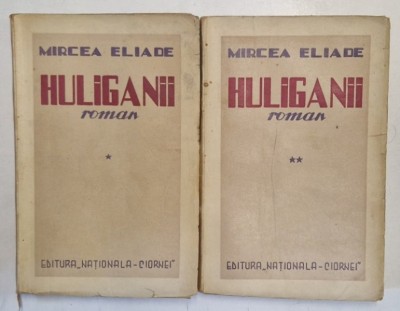 MIRCEA ELIADE
HULiGANii
roman
*
EDITURA „NAȚIONALA-CIORNEI"
MIRCEA ELIADE
HULiGANii
roman
**
EDITURA „NAȚIONALA-CIORNEI"